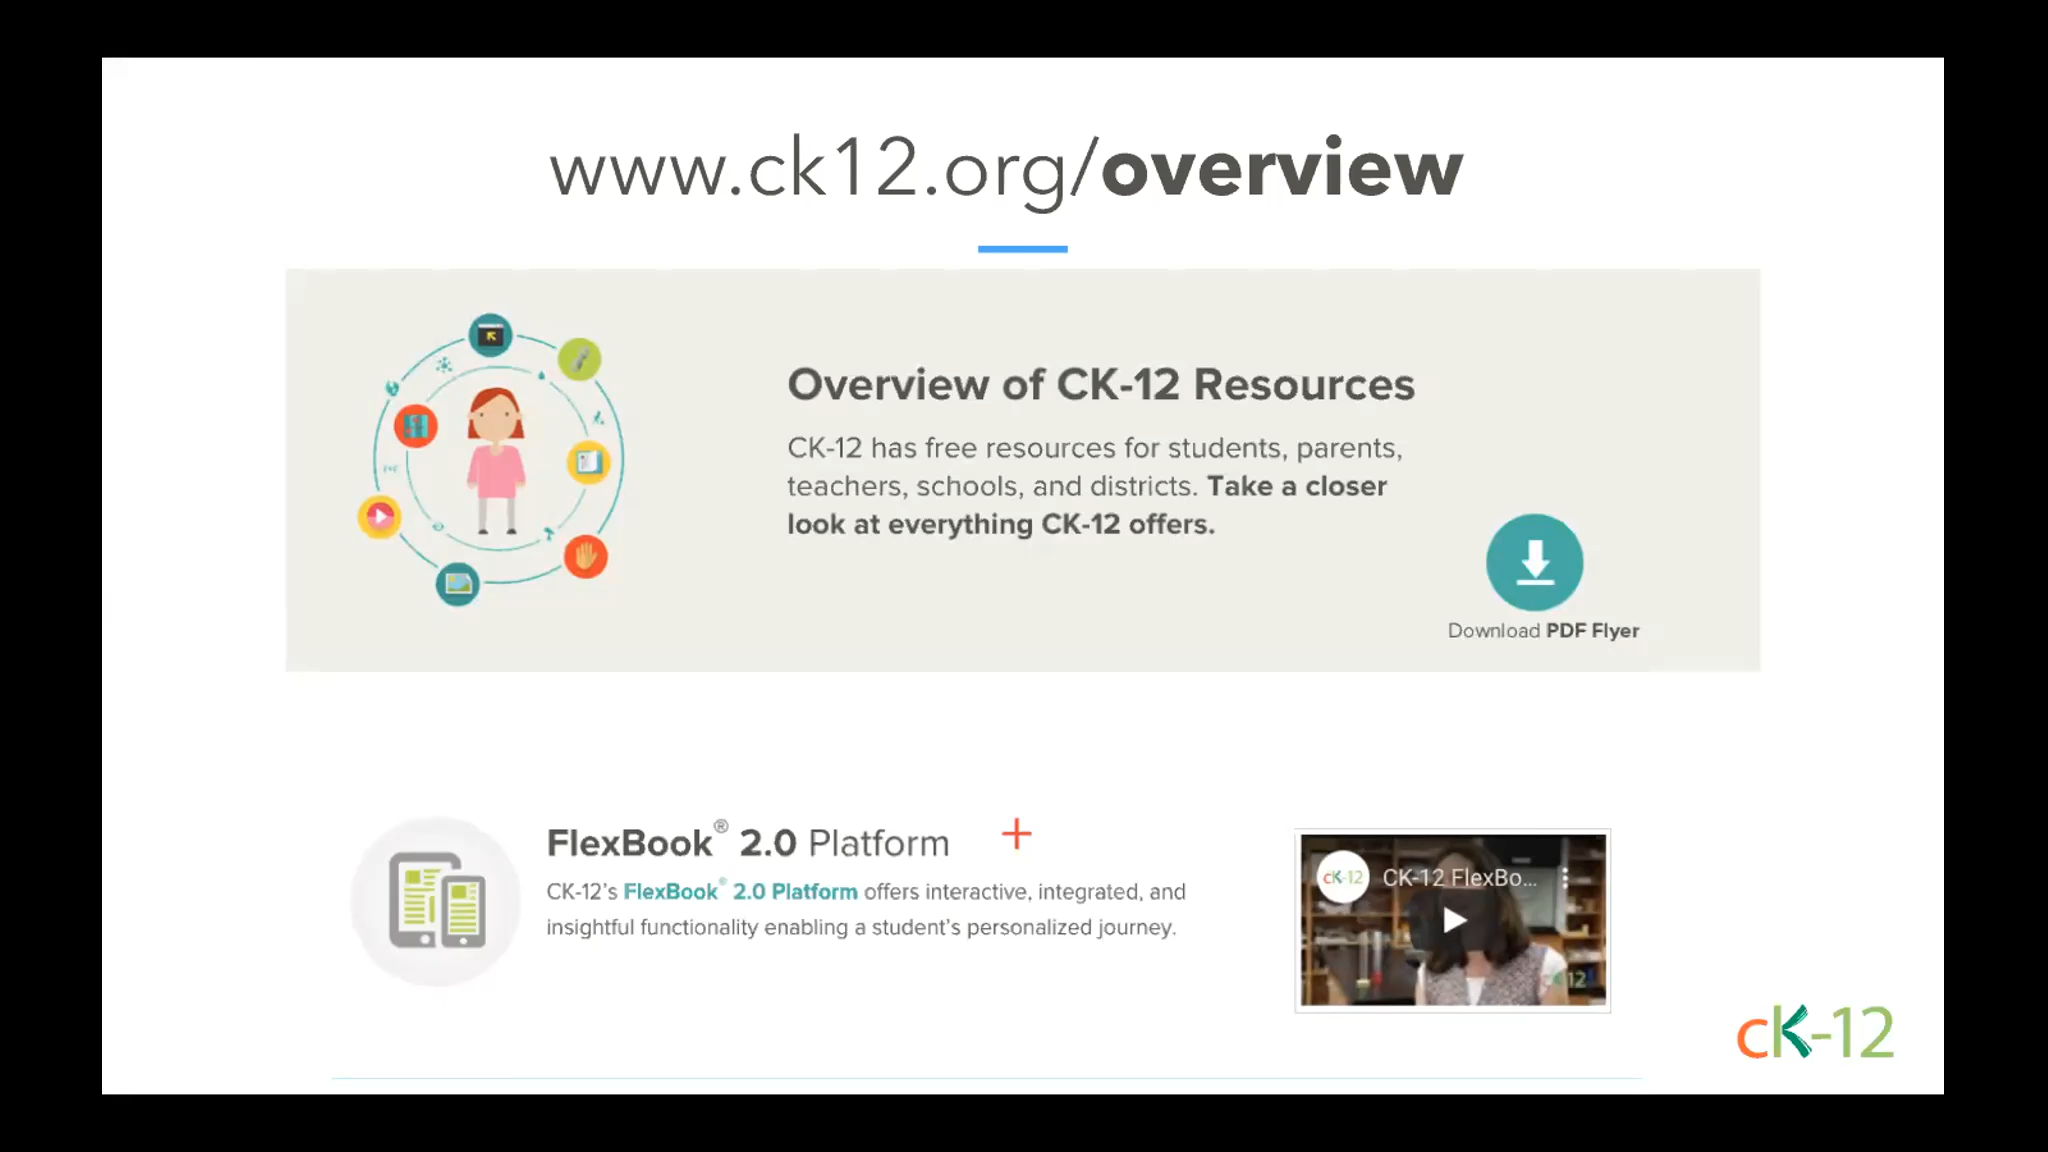 www.ck12.org/overview
Overview of CK-12 Resources
CK-12 has free resources for students, parents,
teachers, schools, and districts. Take a closer
look at everything CK-12 offers.
Download PDF Flyer
FlexBook® 2.0 Platform
CK-12's FlexBook® 2.0 Platform offers interactive, integrated, and
insightful functionality enabling a student's personalized journey.
cK-12 CK-12 FlexBo...
12
cK-12